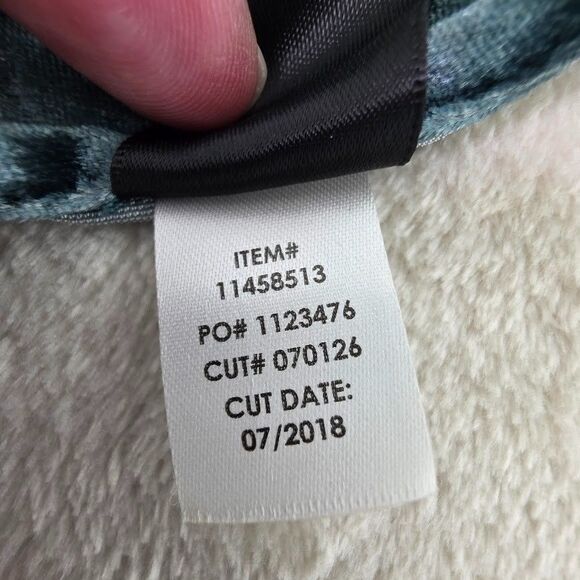 ITEM#
11458513
PO# 1123476
CUT# 070126
CUT DATE:
07/2018